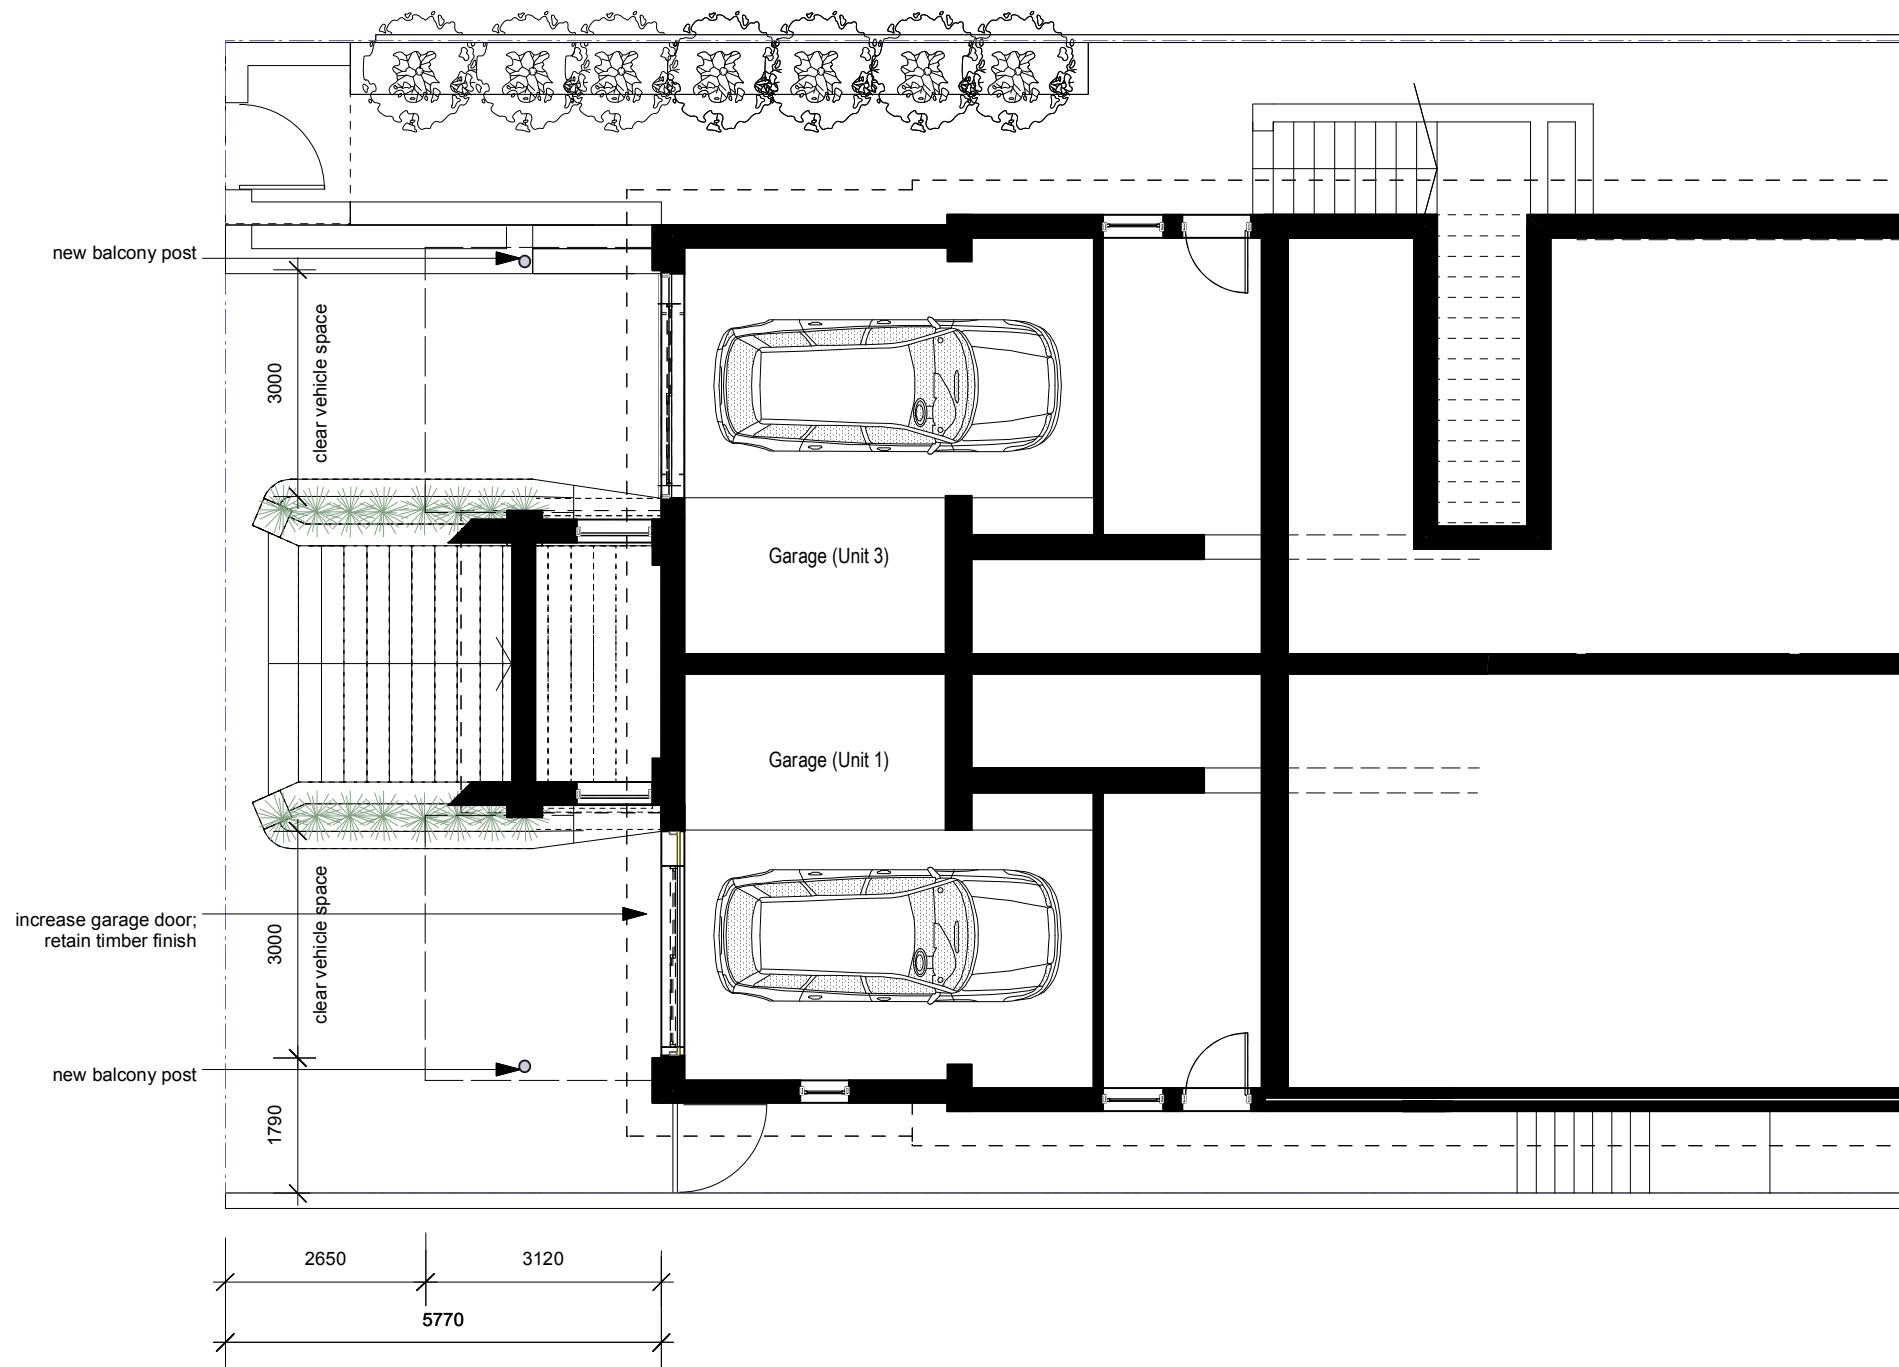 new balcony post
3000
clear vehicle space
Garage (Unit 3)
Garage (Unit 1)
increase garage door;
retain timber finish
3000
clear vehicle space
new balcony post
1790
2650
3120
5770